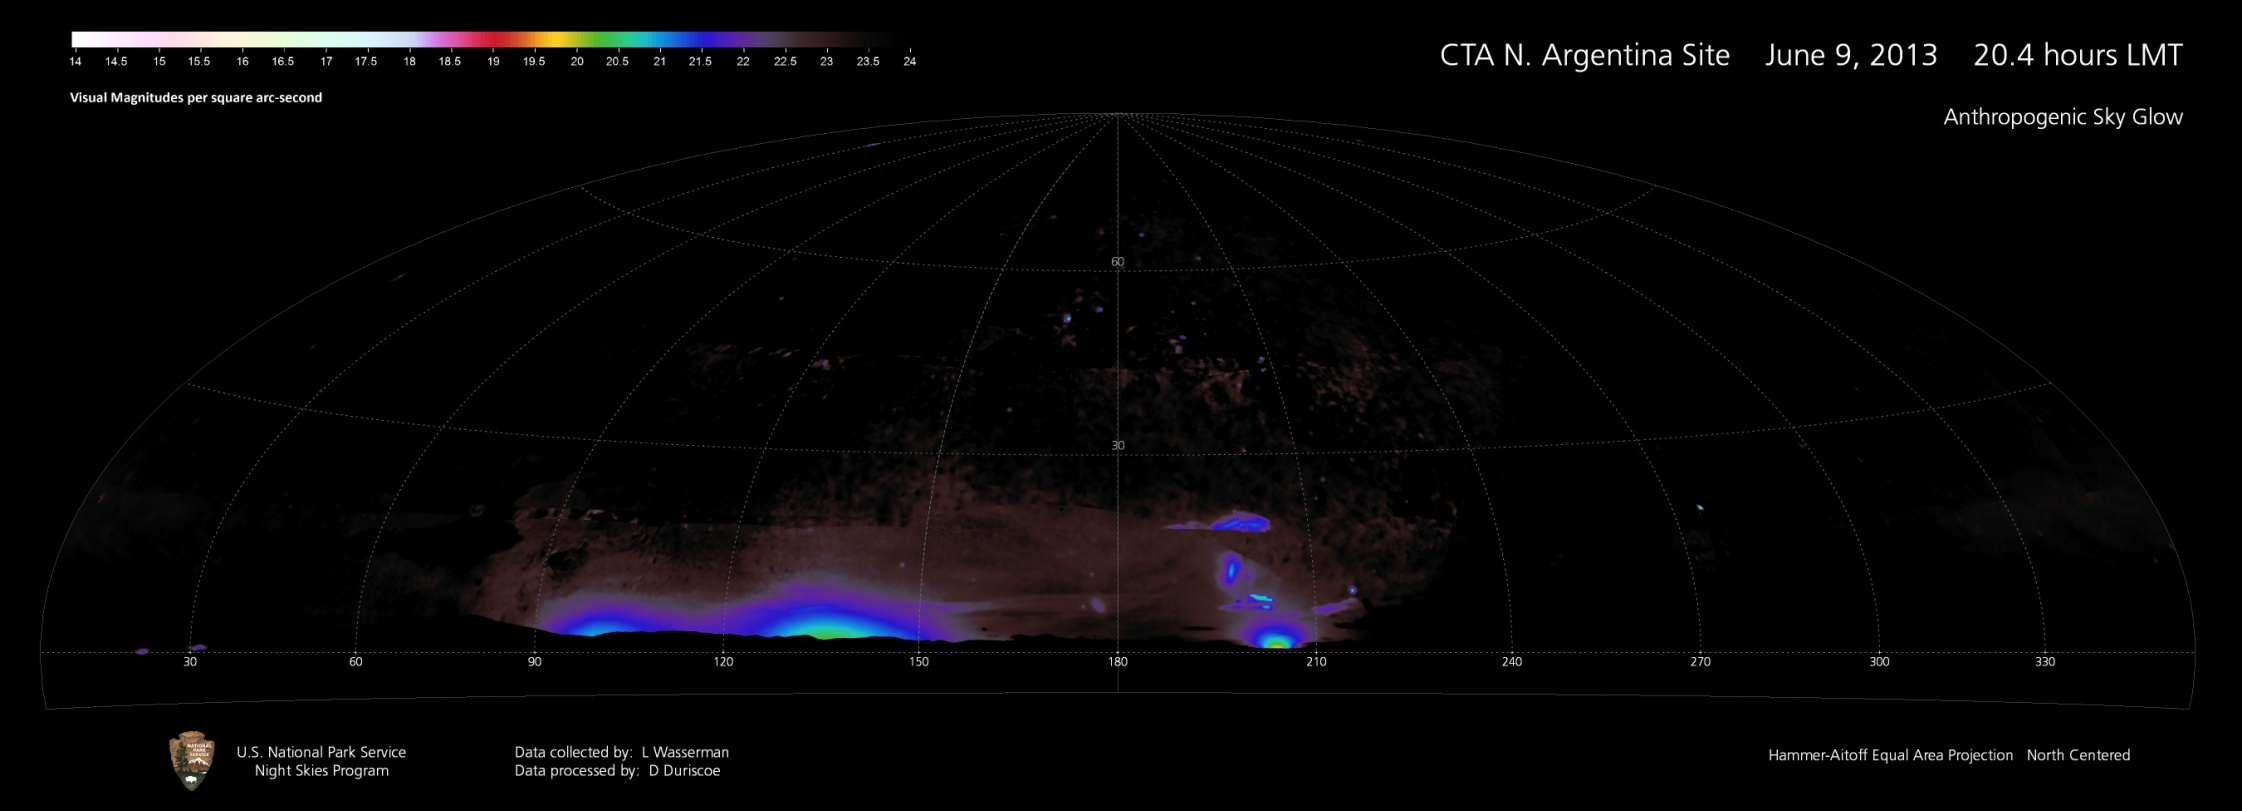 14 14.5 15 15.5 16 16.5 17 17.5 18 18.5 19 19.5 20 20.5 21 21.5 22 22.5 23 23.5 24
Visual Magnitudes per square arc-second
CTA N. Argentina Site June 9, 2013 20.4 hours LMT
Anthropogenic Sky Glow
60
30
30 60 90 120 150 180 210 240 270 300 330
NATIONAL
PARK
SERVICE
U.S. National Park Service
Night Skies Program
Data collected by: L Wasserman
Data processed by: D Duriscoe
Hammer-Aitoff Equal Area Projection North Centered